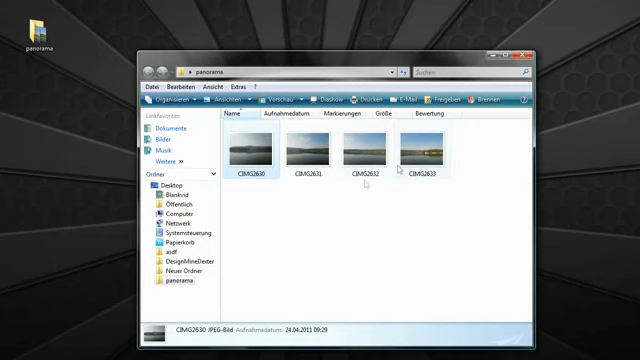 panorama
panorama
Suchen
Datei Bearbeiten Ansicht Extras ?
Organisieren Ansichten Vorschau Diashow Drucken E-Mail Freigeben Brennen
Linkfavoriten
Dokumente
Bilder
Musik
Weitere »
Ordner
Desktop
Blankvid
Öffentlich
Computer
Netzwerk
Systemsteuerung
Papierkorb
asdf
DesignMineDexter
Neuer Ordner
panorama
Name Aufnahmedatum Markierungen Größe Bewertung
CIMG2630 CIMG2631 CIMG2632 CIMG2633
CIMG2630 JPEG-Bild Aufnahmedatum: 24.04.2011 09:29